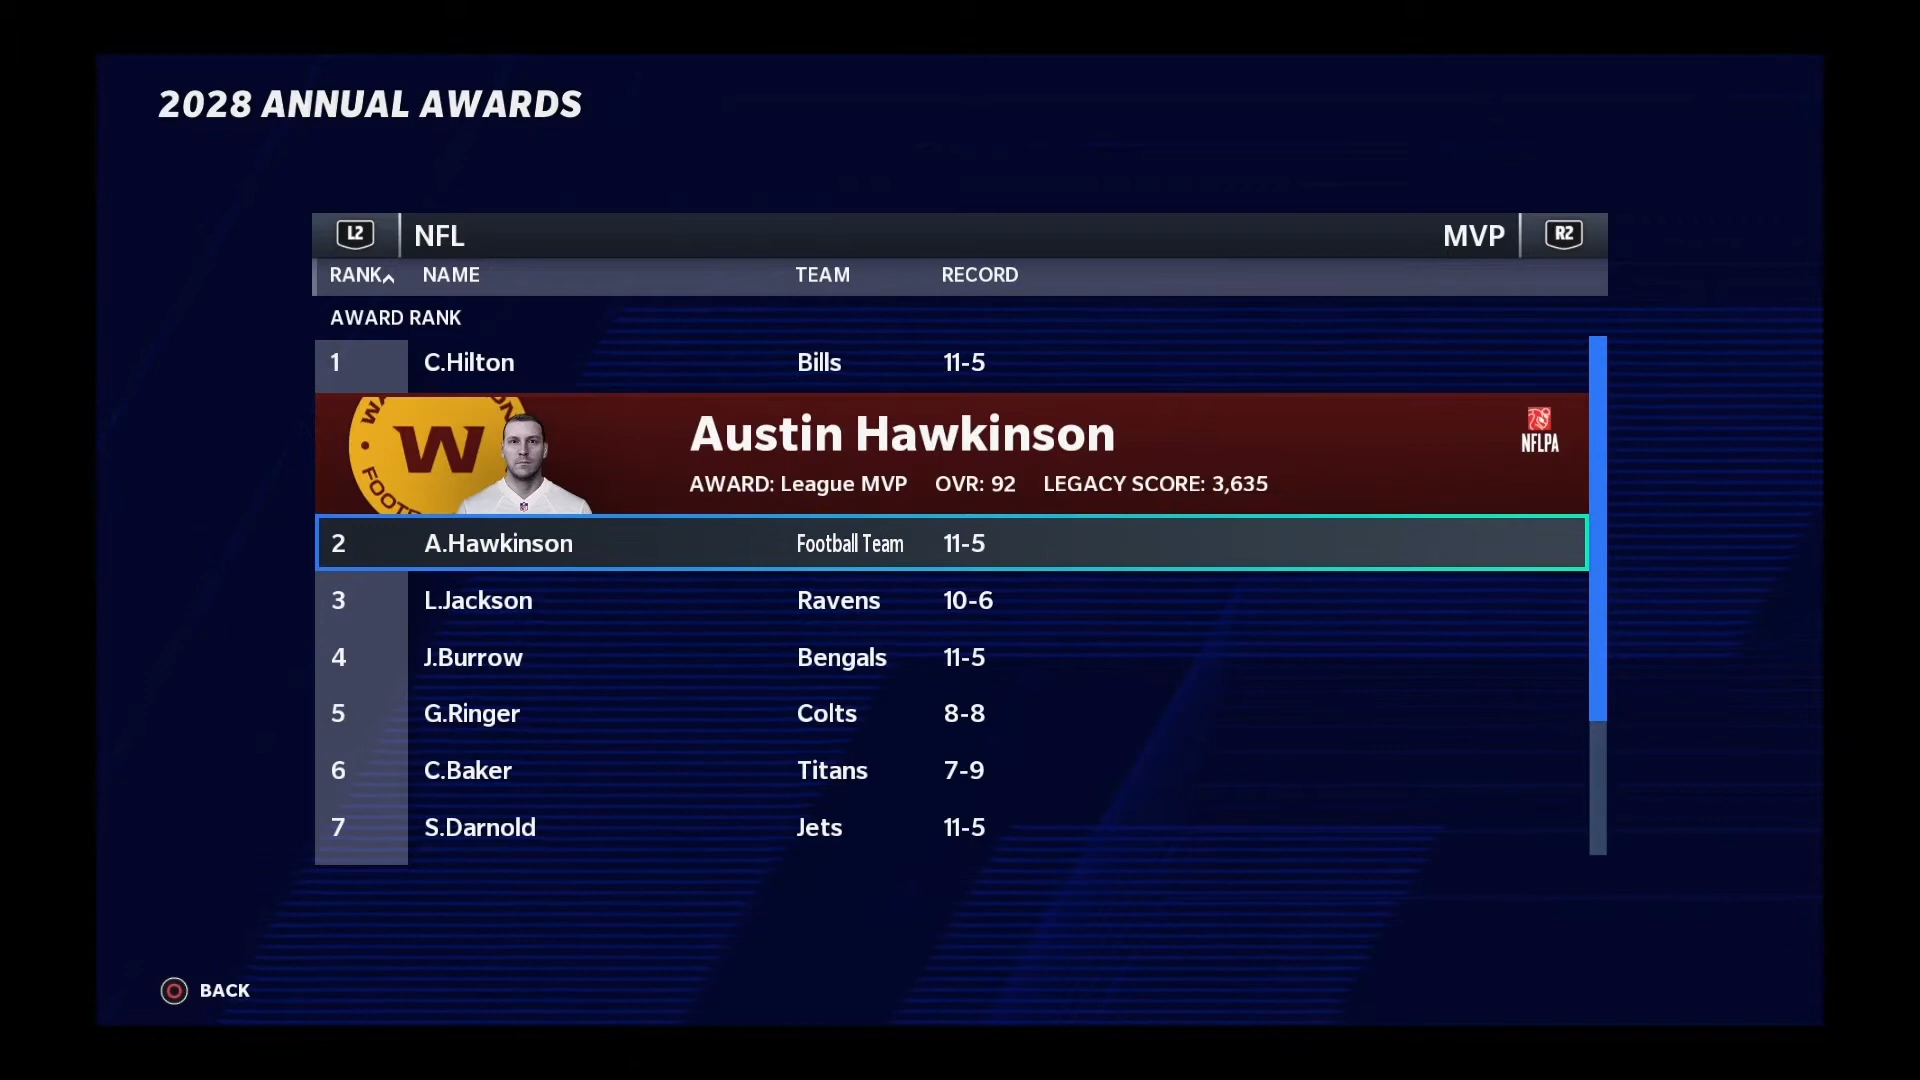 2028 ANNUAL AWARDS
L2 NFL MVP R2
RANK NAME TEAM RECORD
AWARD RANK
1 C.Hilton Bills 11-5
W
Austin Hawkinson
NFLPA
AWARD: League MVP OVR: 92 LEGACY SCORE: 3,635
2 A.Hawkinson Football Team 11-5
3 L.Jackson Ravens 10-6
4 J.Burrow Bengals 11-5
5 G.Ringer Colts 8-8
6 C.Baker Titans 7-9
7 S.Darnold Jets 11-5
BACK